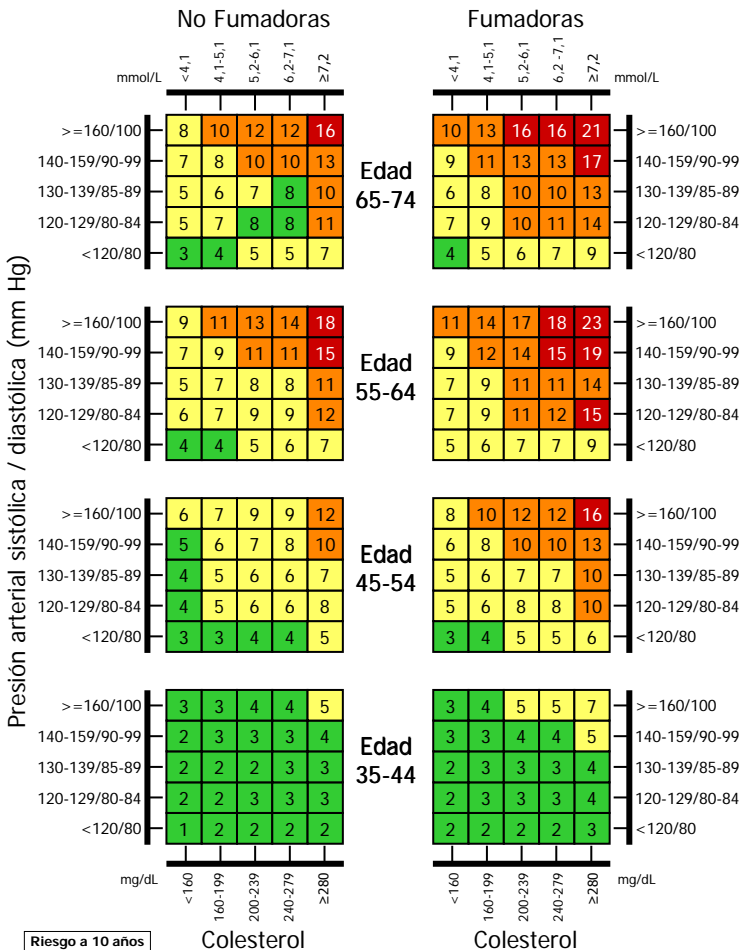 No Fumadoras Fumadoras
mmol/L <4,1 4,1-5,1 5,2-6,1 6,2-7,1 ≥7,2 <4,1 4,1-5,1 5,2-6,1 6,2-7,1 ≥7,2 mmol/L
Presión arterial sistólica / diastólica (mm Hg)
>=160/100 8 10 12 12 16 10 13 16 16 21 >=160/100
140-159/90-99 7 8 10 10 13 9 11 13 13 17 140-159/90-99
Edad
130-139/85-89 5 6 7 8 10 6 8 10 10 13 130-139/85-89
65-74
120-129/80-84 5 7 8 8 11 7 9 10 11 14 120-129/80-84
<120/80 3 4 5 5 7 4 5 6 7 9 <120/80
>=160/100 9 11 13 14 18 11 14 17 18 23 >=160/100
140-159/90-99 7 9 11 11 15 9 12 14 15 19 140-159/90-99
Edad
130-139/85-89 5 7 8 8 11 7 9 11 11 14 130-139/85-89
55-64
120-129/80-84 6 7 9 9 12 7 9 11 12 15 120-129/80-84
<120/80 4 4 5 6 7 5 6 7 7 9 <120/80
>=160/100 6 7 9 9 12 8 10 12 12 16 >=160/100
140-159/90-99 5 6 7 8 10 6 8 10 10 13 140-159/90-99
Edad
130-139/85-89 4 5 6 6 7 5 6 7 7 10 130-139/85-89
45-54
120-129/80-84 4 5 6 6 8 5 6 8 8 10 120-129/80-84
<120/80 3 3 4 4 5 3 4 5 5 6 <120/80
>=160/100 3 3 4 4 5 3 4 5 5 7 >=160/100
140-159/90-99 2 3 3 3 4 3 3 4 4 5 140-159/90-99
Edad
130-139/85-89 2 2 2 3 3 2 3 3 3 4 130-139/85-89
35-44
120-129/80-84 2 2 3 3 3 2 3 3 3 4 120-129/80-84
<120/80 1 2 2 2 2 2 2 2 2 3 <120/80
mg/dL <160 160-199 200-239 240-279 ≥280 <160 160-199 200-239 240-279 ≥280 mg/dL
Riesgo a 10 años Colesterol Colesterol